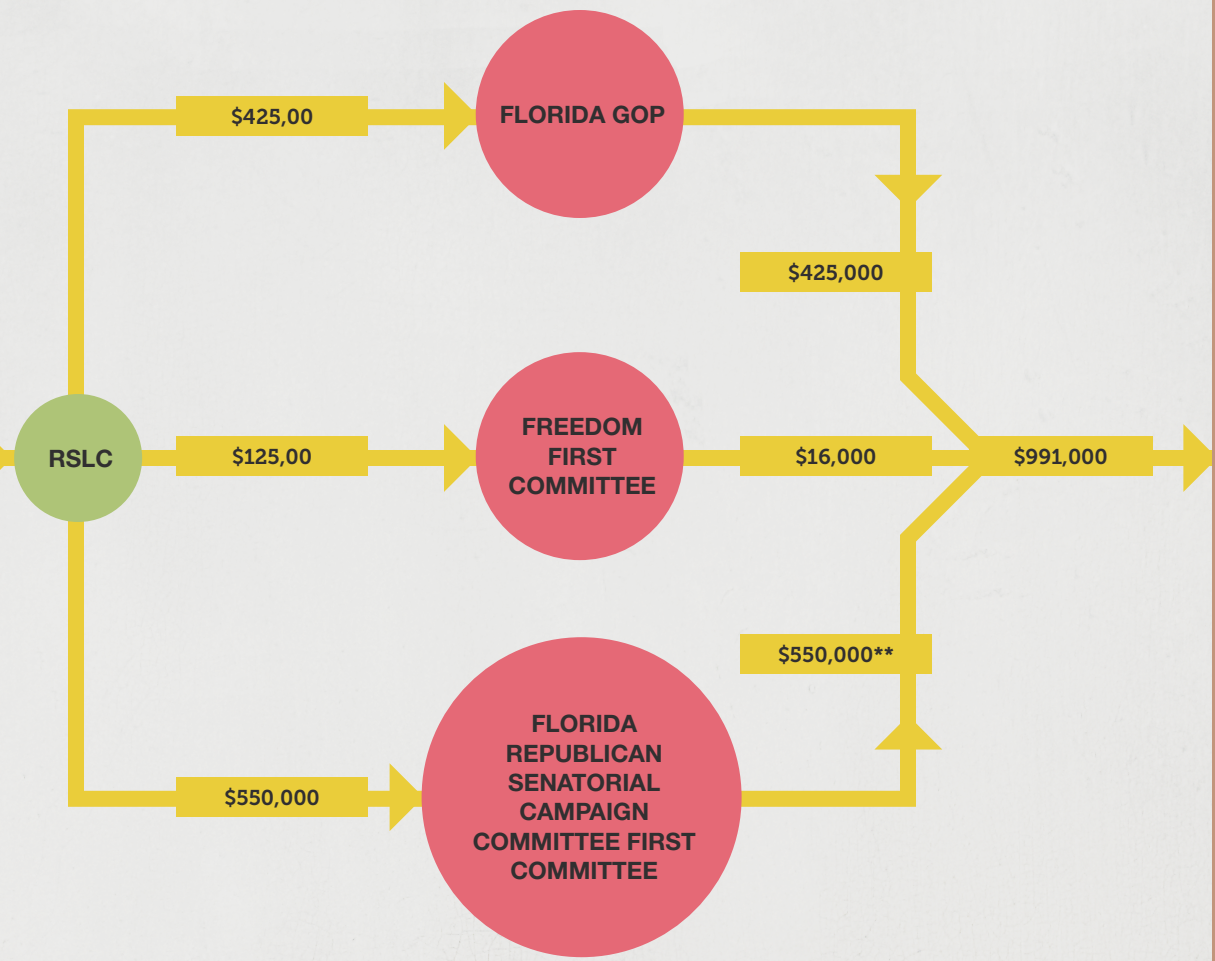 $425,00
FLORIDA GOP
$425,000
RSLC
$125,00
FREEDOM
FIRST
COMMITTEE
$16,000
$991,000
$550,000**
$550,000
FLORIDA
REPUBLICAN
SENATORIAL
CAMPAIGN
COMMITTEE FIRST
COMMITTEE